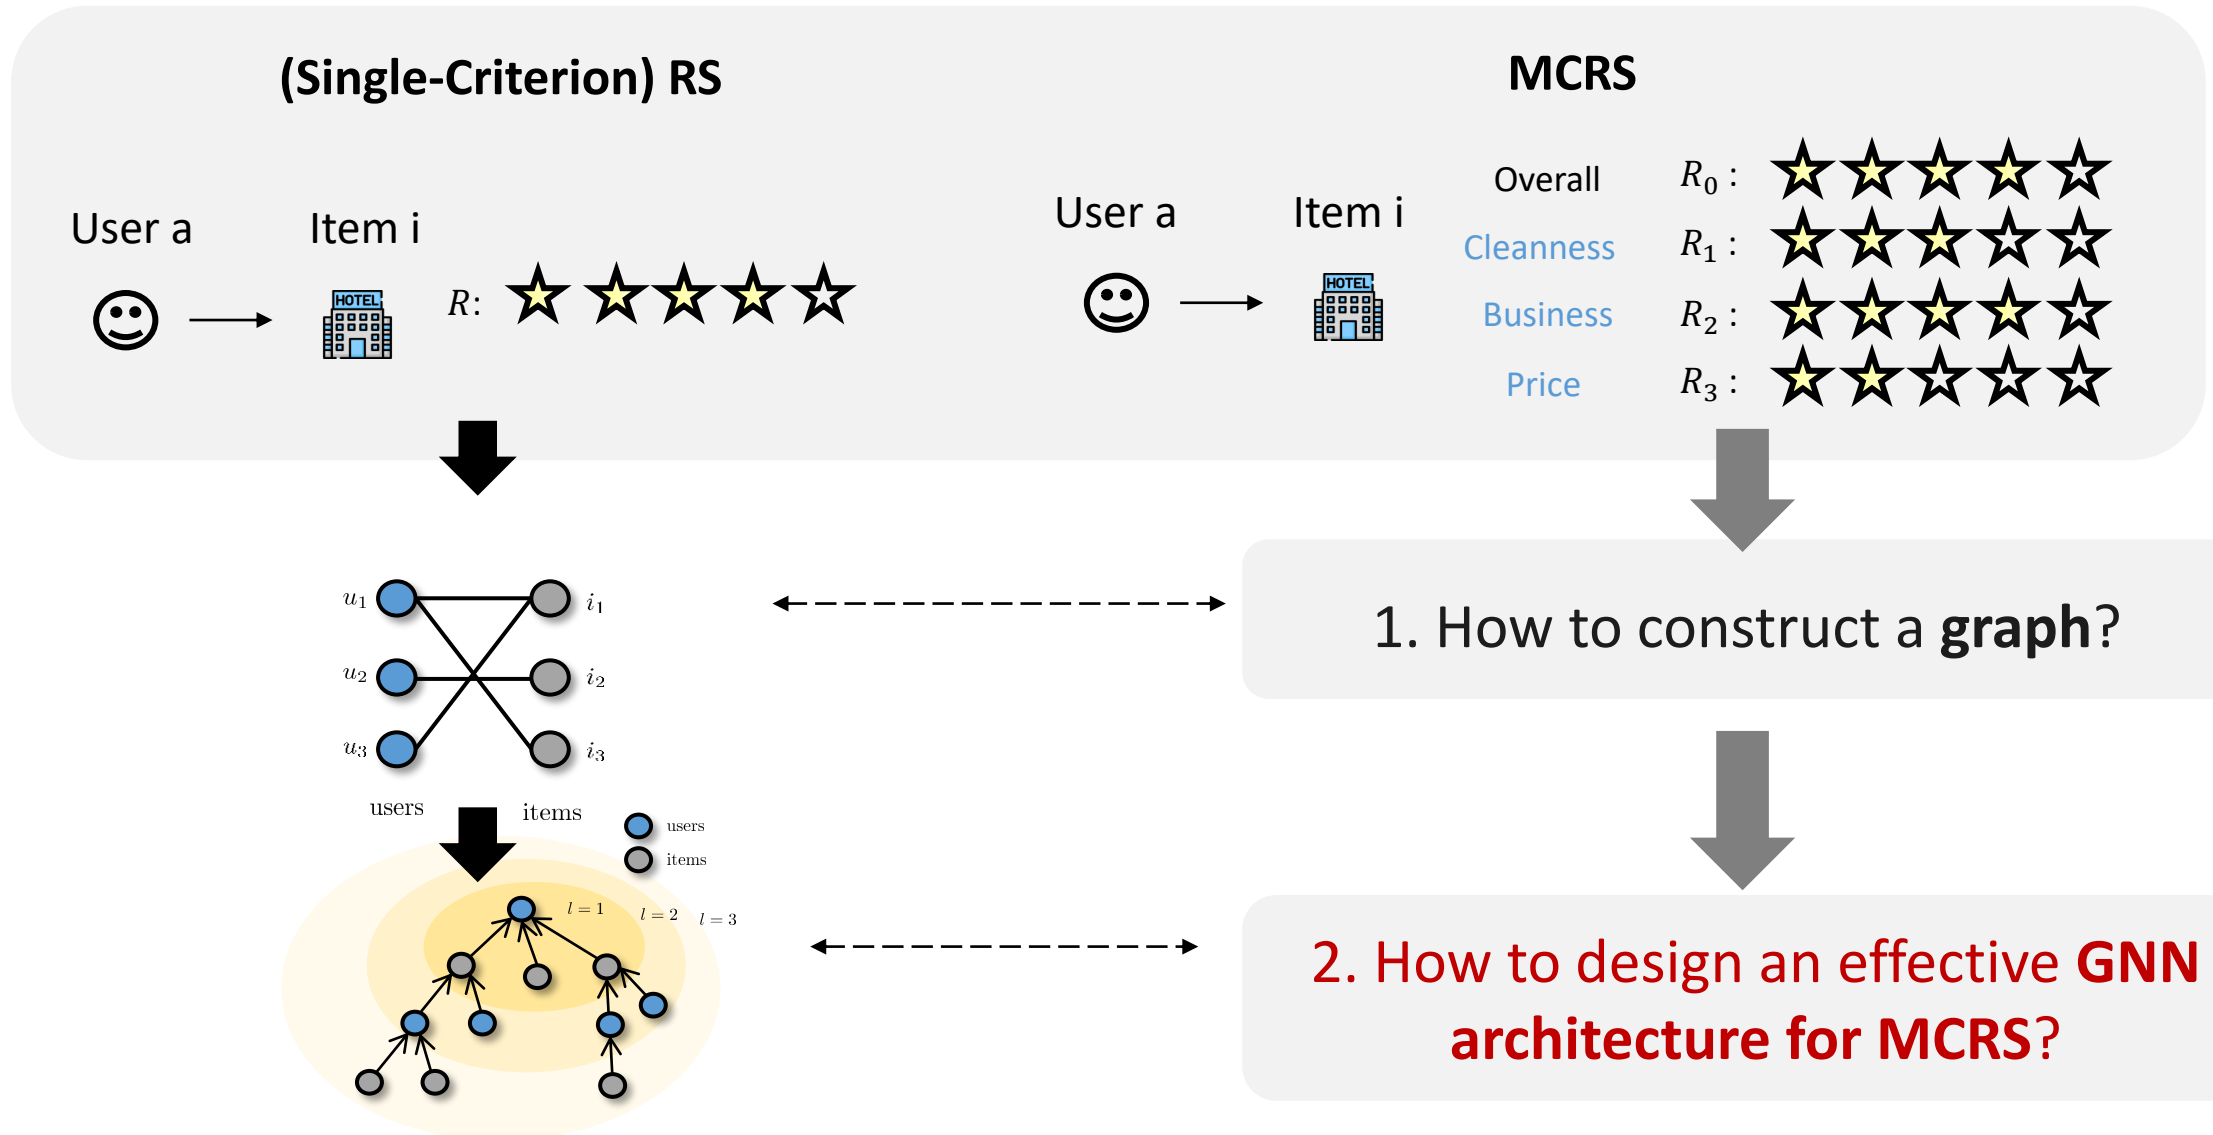 (Single-Criterion) RS
User a
Item i
HOTEL
R:
MCRS
User a
Item i
HOTEL
Overall R₀ :
Cleanness R₁ :
Business R₂ :
Price R₃ :
u₁ i₁
u₂ i₂
u₃ i₃
users items
users
items
l = 1 l = 2 l = 3
1. How to construct a graph?
2. How to design an effective GNN
architecture for MCRS?